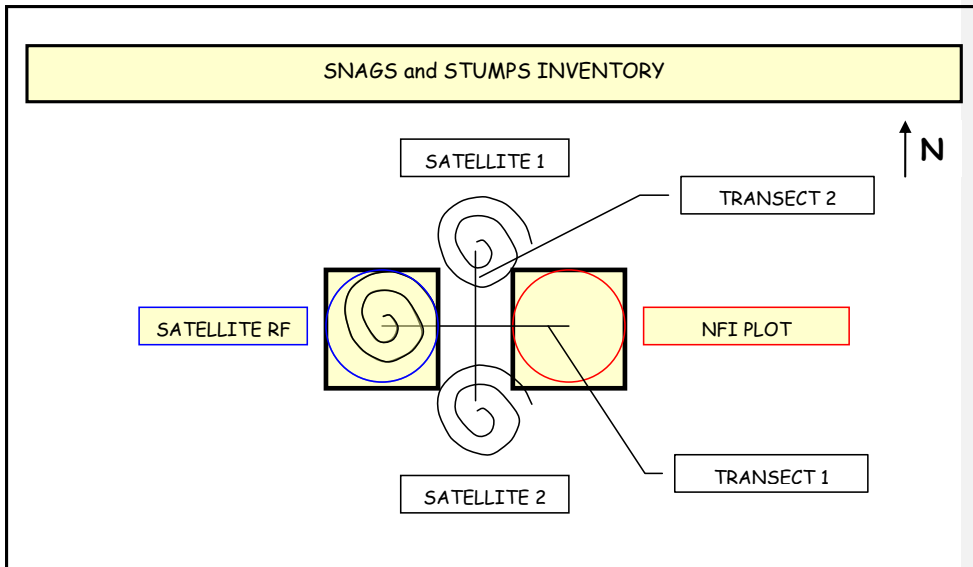 SNAGS and STUMPS INVENTORY
N
SATELLITE 1
TRANSECT 2
SATELLITE RF
NFI PLOT
TRANSECT 1
SATELLITE 2